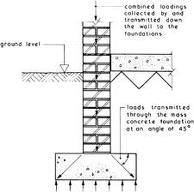 combined loadings
collected by and
transmitted down
the wall to the
foundations
ground level
loads transmitted
through the mass
concrete foundation
at an angle of 45°